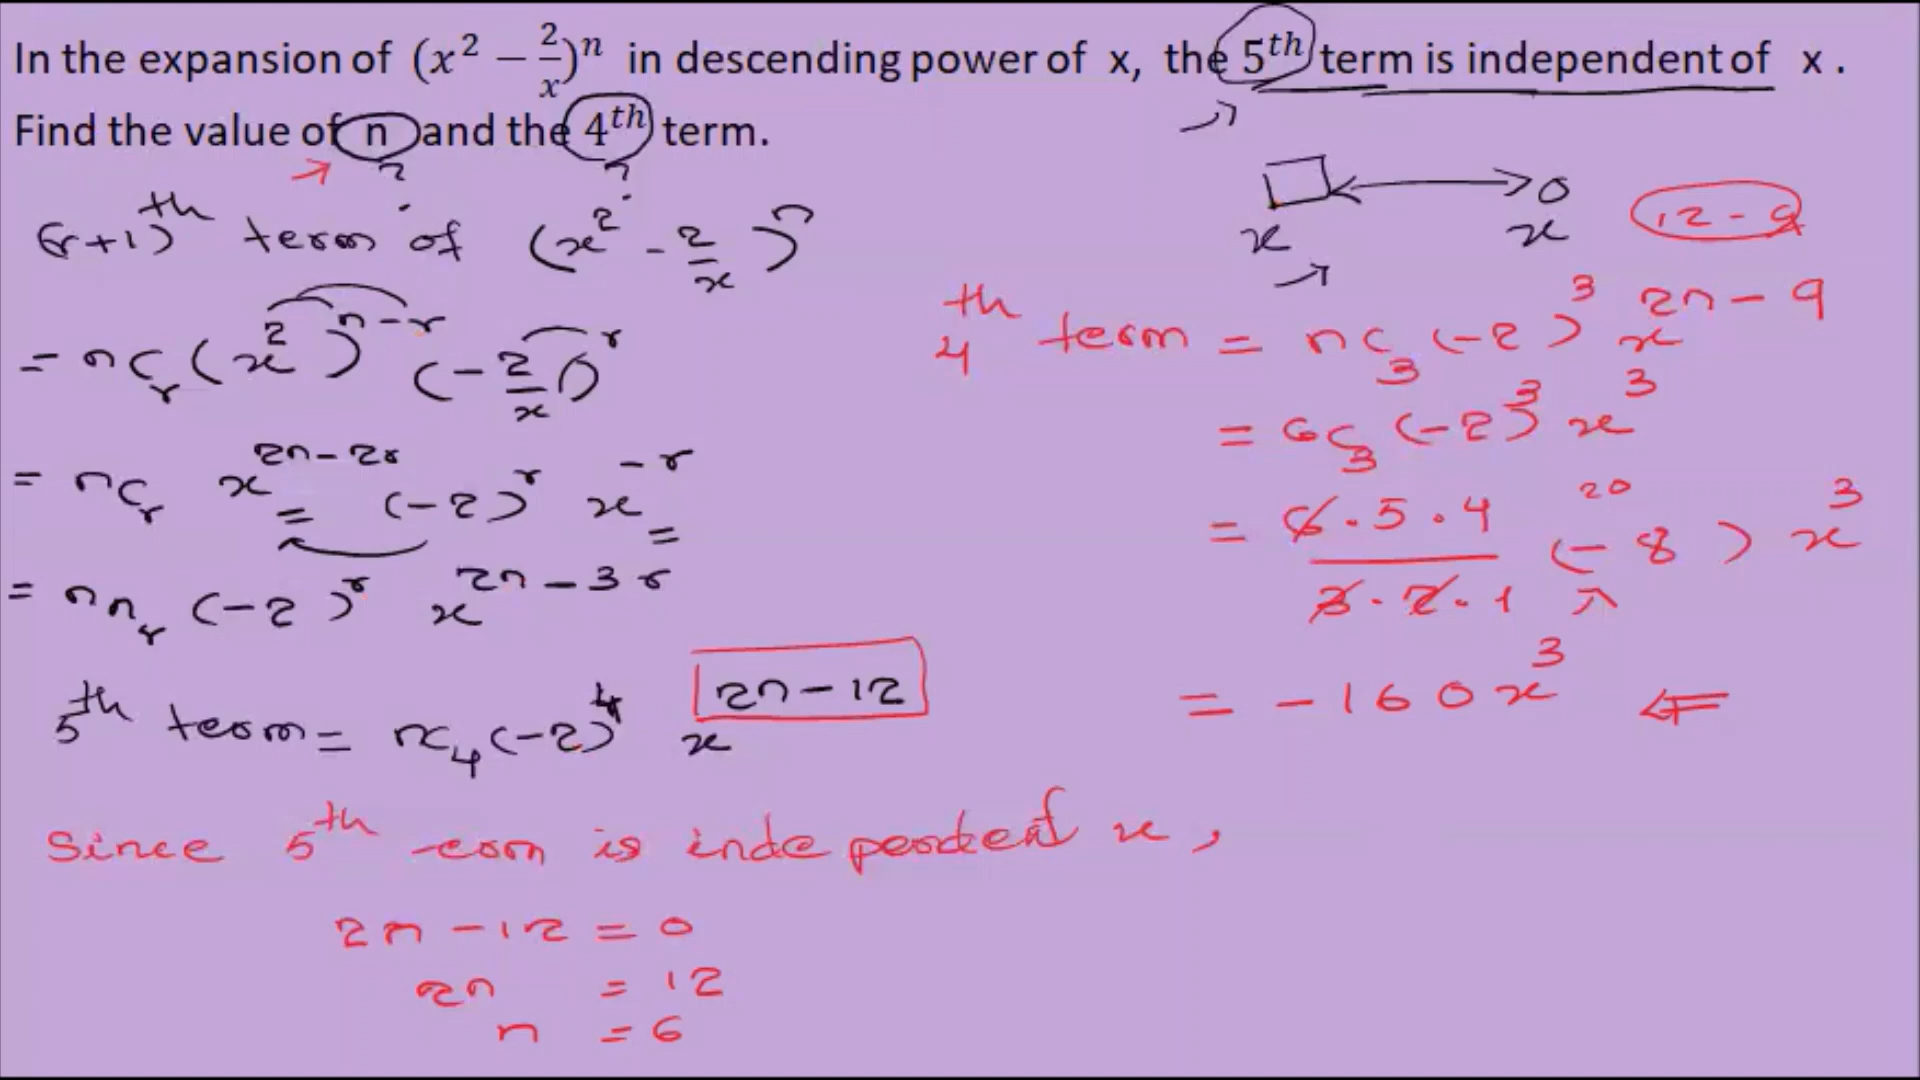 In the expansion of (x² − 2/x)ⁿ in descending power of x, the 5ᵗʰ term is independent of x .
Find the value of n and the 4ᵗʰ term.
? ?
(r+1)ᵗʰ term of (x² - 2/x)ⁿ
= nCᵣ (x²)ⁿ⁻ʳ (-2/x)ʳ
= nCᵣ x²ⁿ⁻²ʳ (-2)ʳ x⁻ʳ
= nnᵣ (-2)ʳ x²ⁿ⁻³ʳ
5ᵗʰ term = nc₄ (-2)⁴ x²ⁿ⁻¹²
Since 5ᵗʰ term is independent x,
2n - 12 = 0
2n = 12
n = 6
0
x x
12 - 9
4ᵗʰ term = nC₃ (-2)³ x²ⁿ⁻⁹
= 6C₃ (-2)³ x³
= 6.5.4/3.2.1 20 (-8) x³
= -160x³